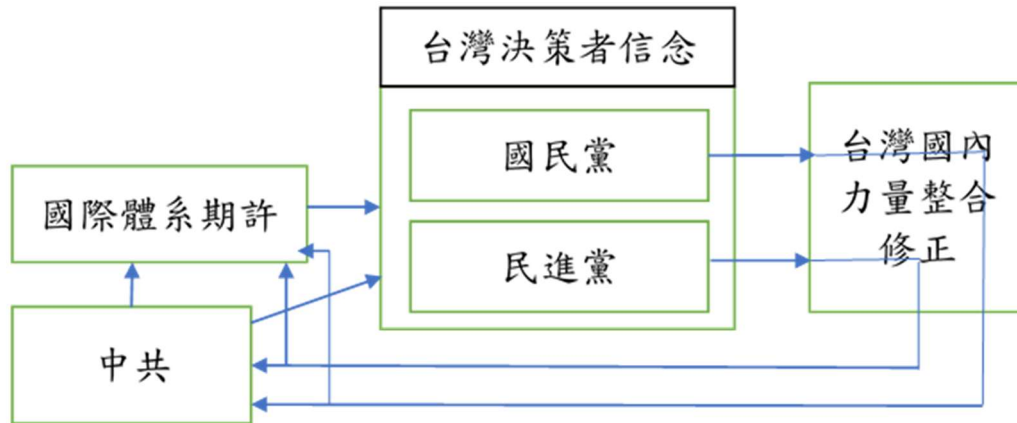 台灣決策者信念
國民黨
民進黨
國際體系期許
中共
台灣國內
力量整合
修正